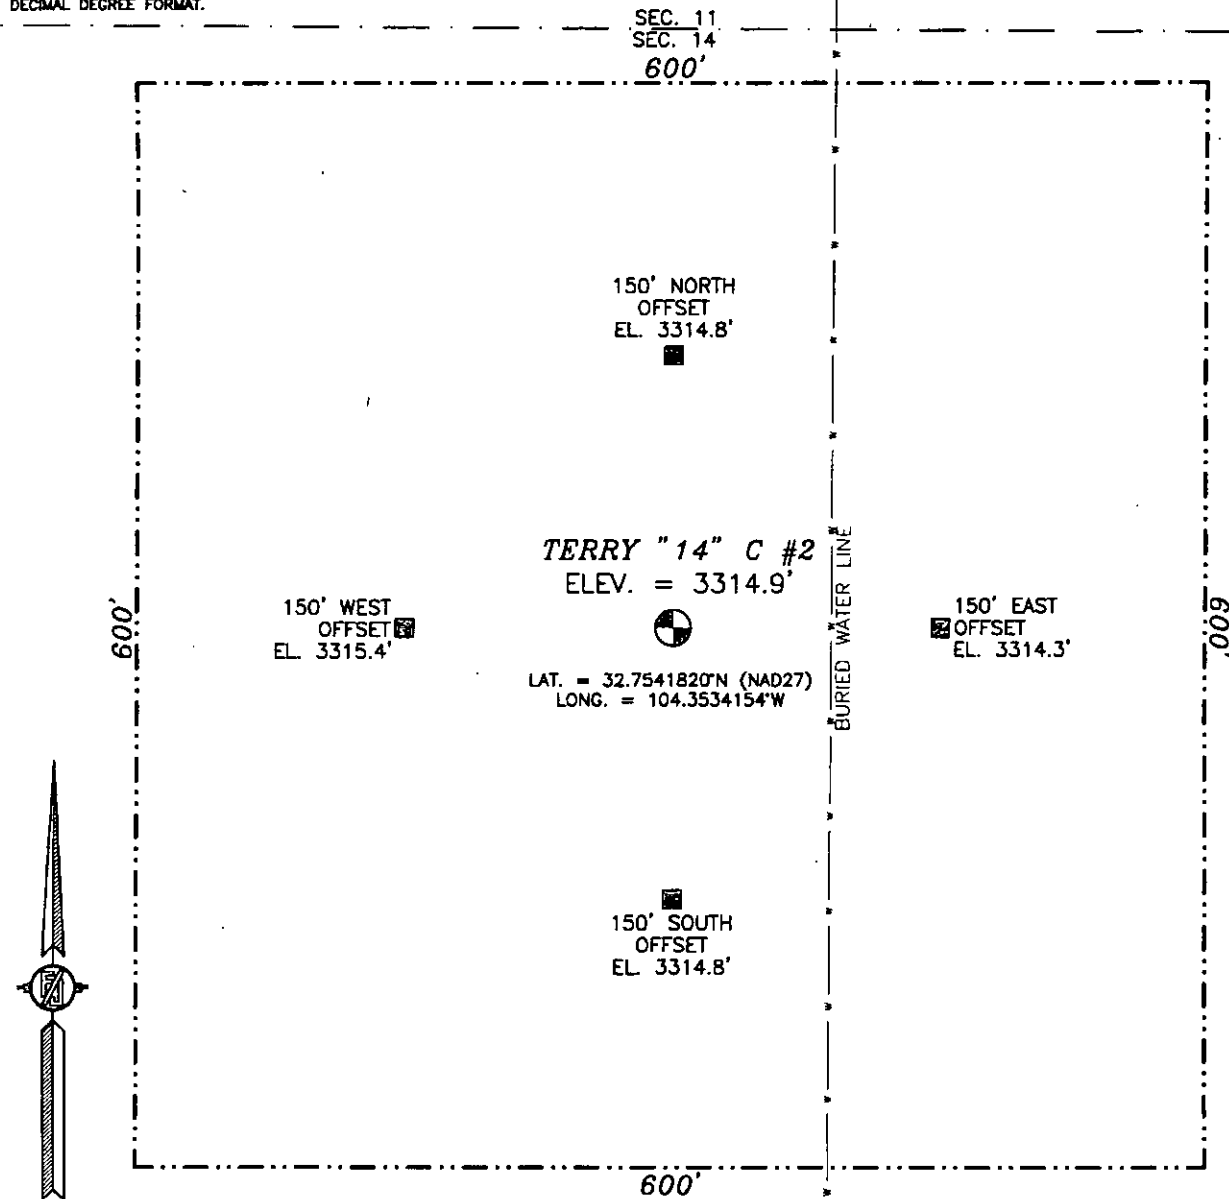 DECIMAL DEGREE FORMAT.
SEC. 11
SEC. 14
600'
150' NORTH
OFFSET
EL. 3314.8'
TERRY "14" C #2
ELEV. = 3314.9'
600'
150' WEST
OFFSET
EL. 3315.4'
BURIED WATER LINE
150' EAST
OFFSET
EL. 3314.3'
600'
LAT. = 32.7541820°N (NAD27)
LONG. = 104.3534154°W
150' SOUTH
OFFSET
EL. 3314.8'
600'